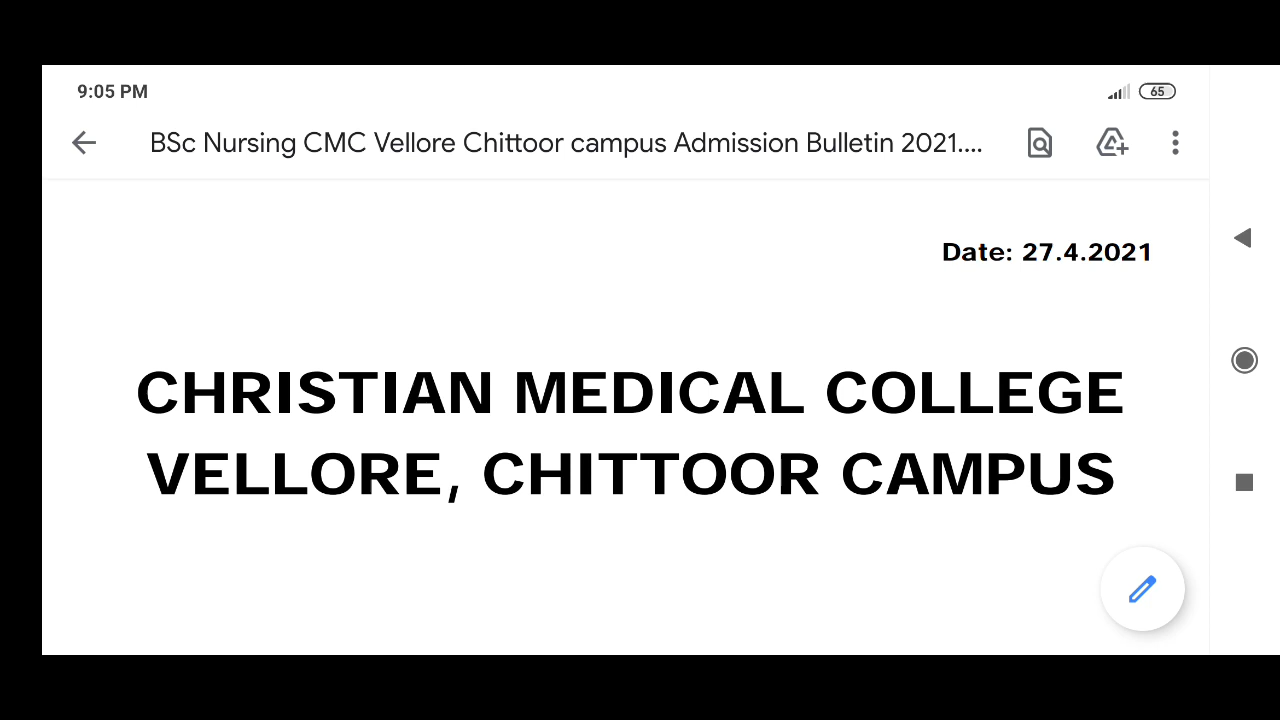 9:05 PM
65
BSc Nursing CMC Vellore Chittoor campus Admission Bulletin 2021....
Date: 27.4.2021
CHRISTIAN MEDICAL COLLEGE
VELLORE, CHITTOOR CAMPUS